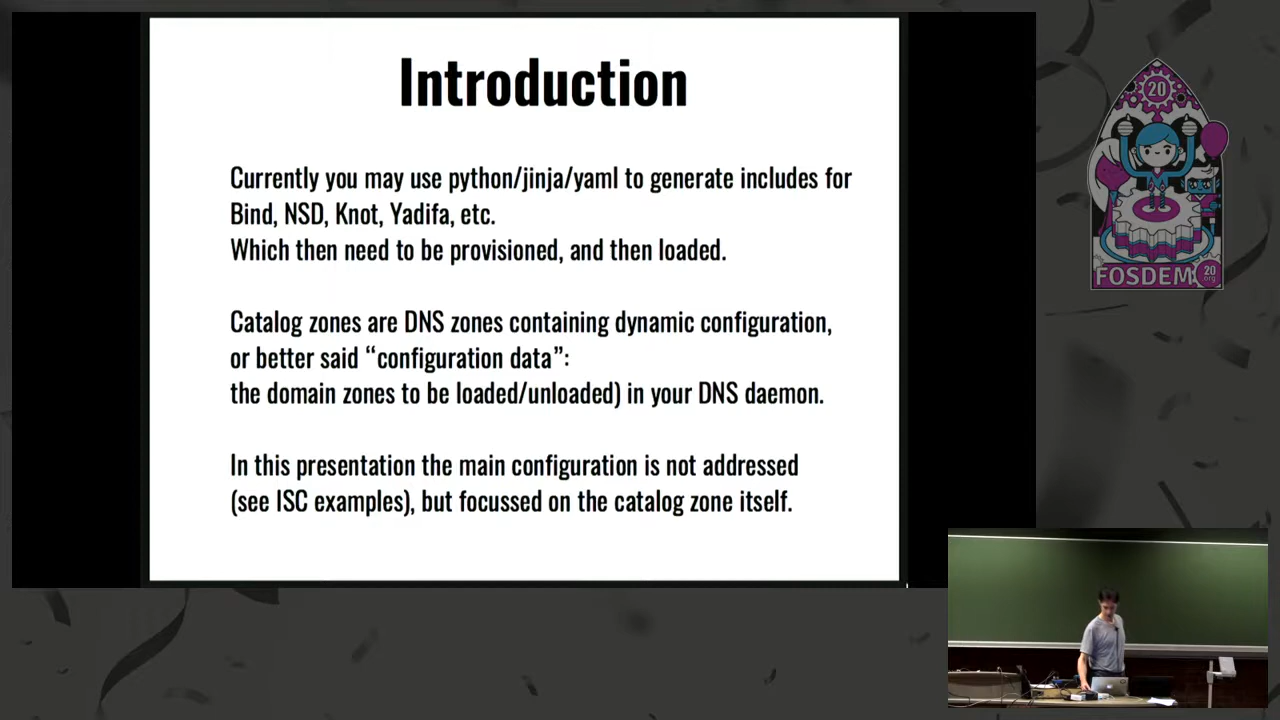 Introduction
Currently you may use python/jinja/yaml to generate includes for
Bind, NSD, Knot, Yadifa, etc.
Which then need to be provisioned, and then loaded.
Catalog zones are DNS zones containing dynamic configuration,
or better said “configuration data”:
the domain zones to be loaded/unloaded) in your DNS daemon.
In this presentation the main configuration is not addressed
(see ISC examples), but focussed on the catalog zone itself.
20
FOSDEM
20
org